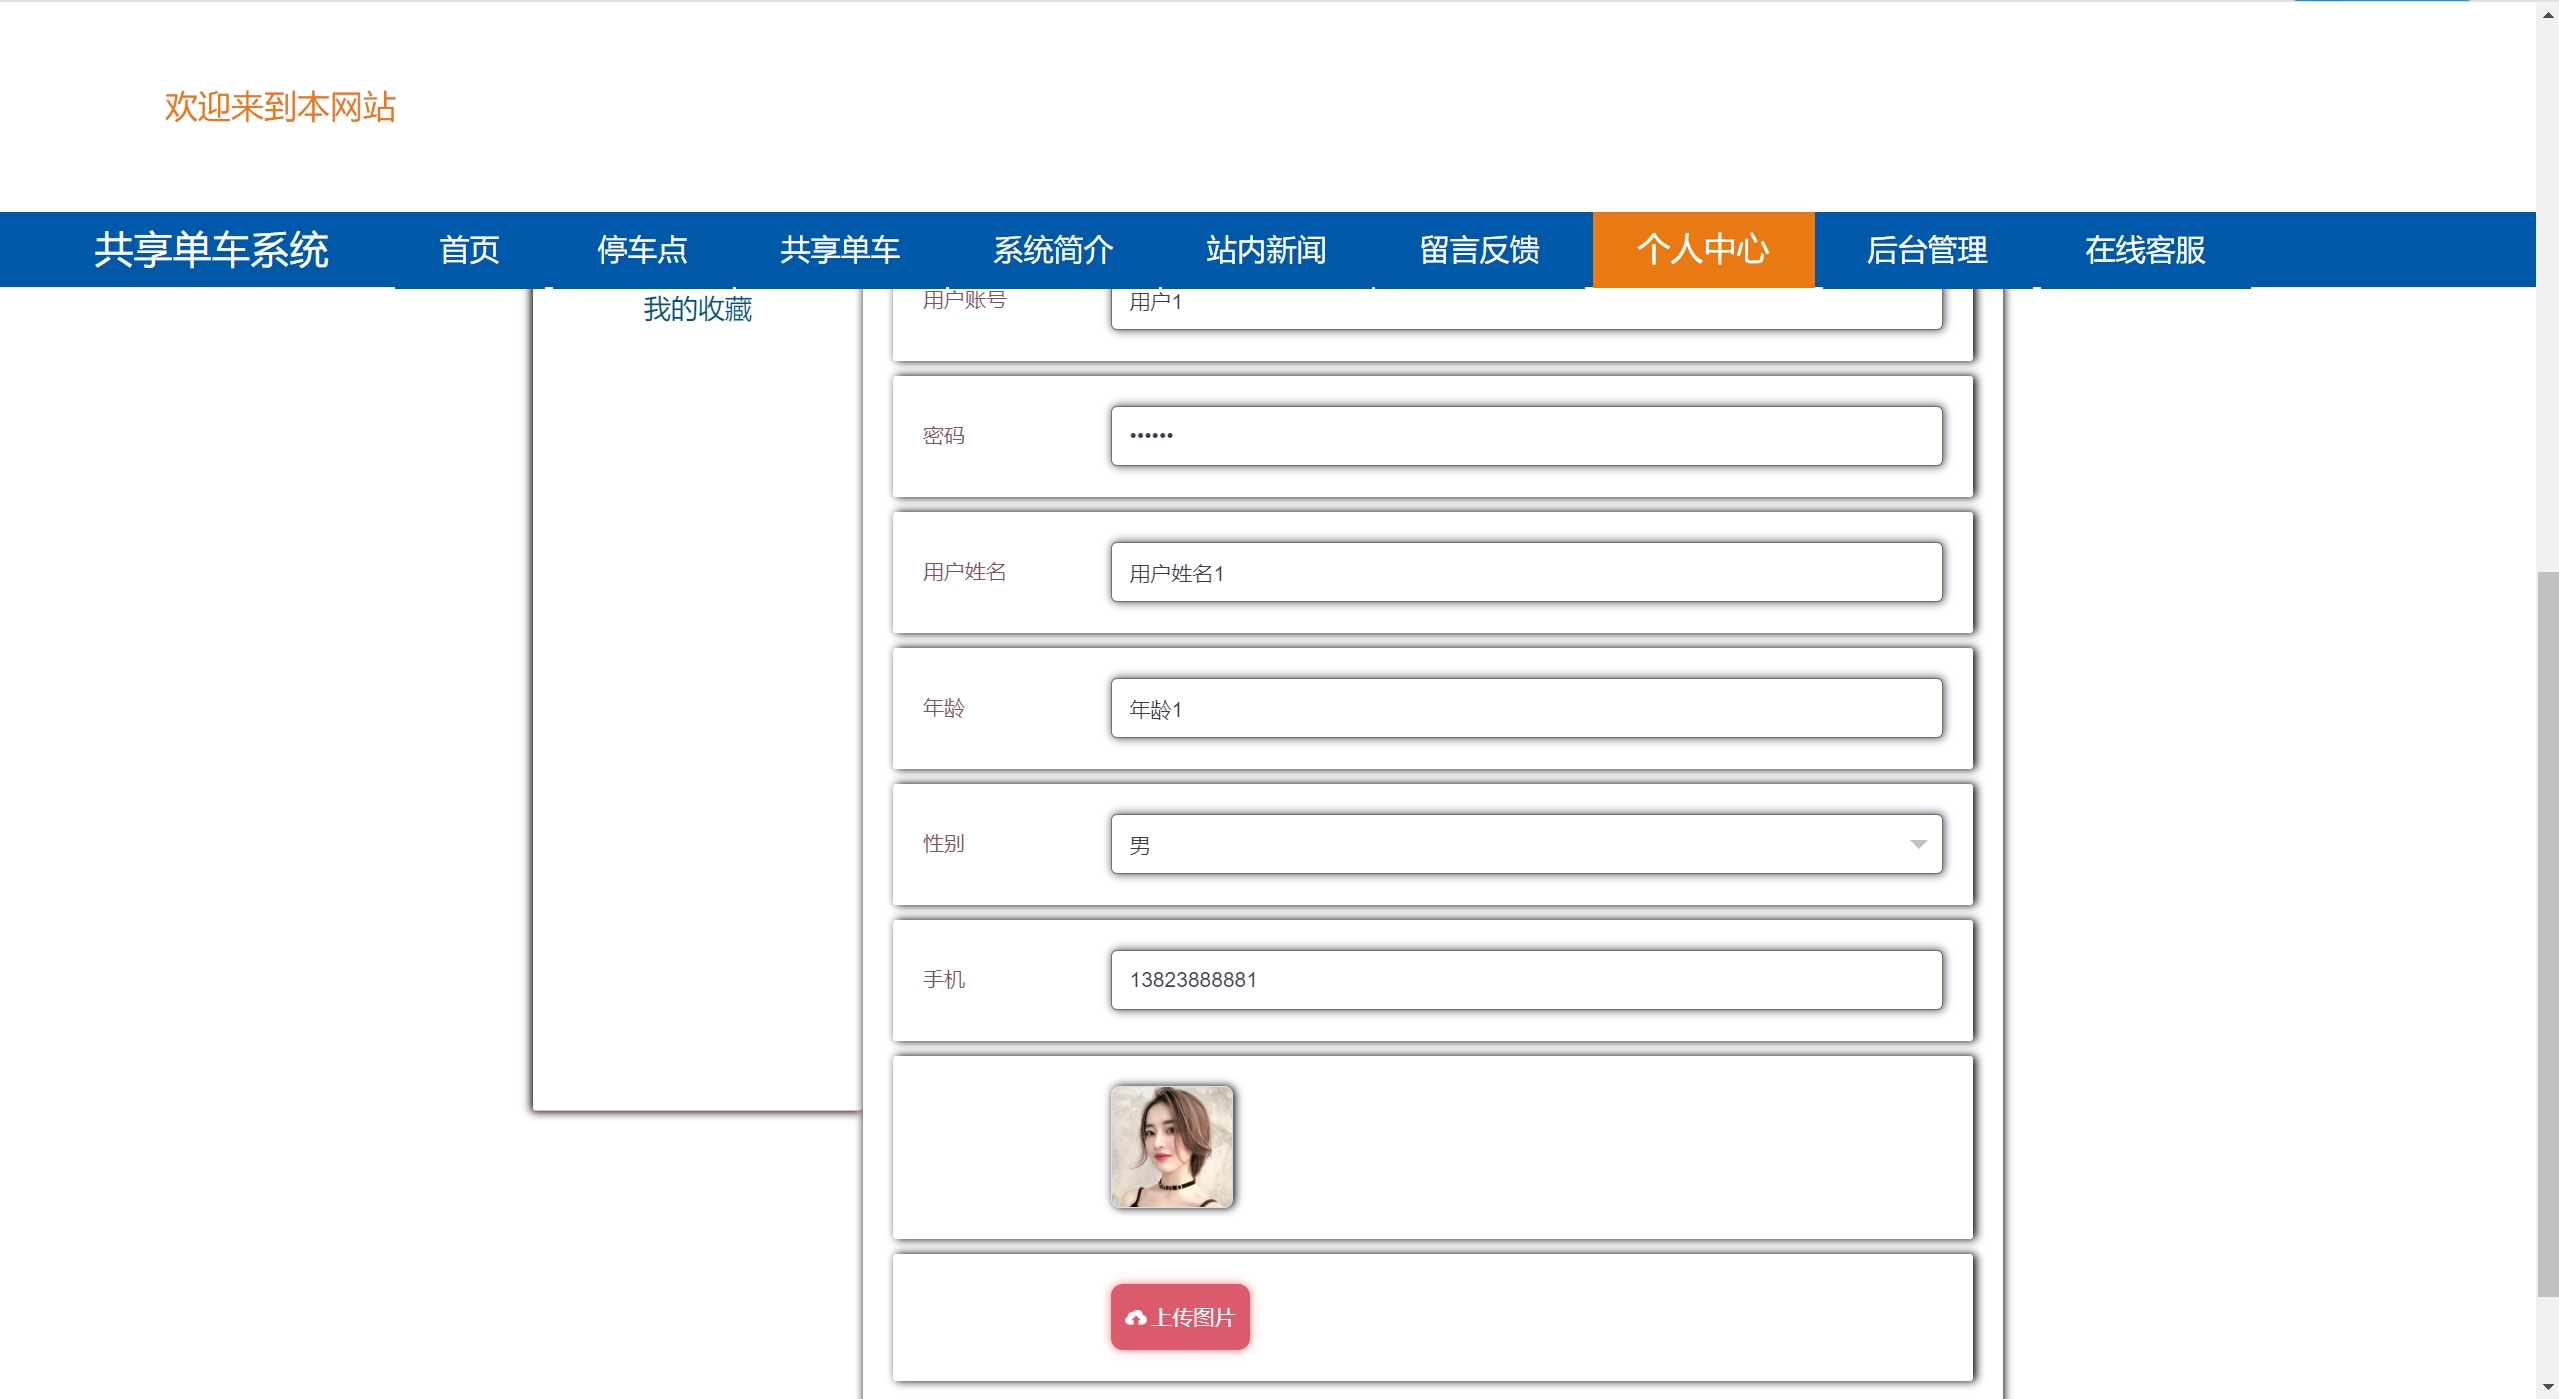 欢迎来到本网站
共享单车系统 首页 停车点 共享单车 系统简介 站内新闻 留言反馈 个人中心 后台管理 在线客服
我的收藏
用户账号 用户1
密码 ••••••
用户姓名 用户姓名1
年龄 年龄1
性别 男
手机 13823888881
上传图片